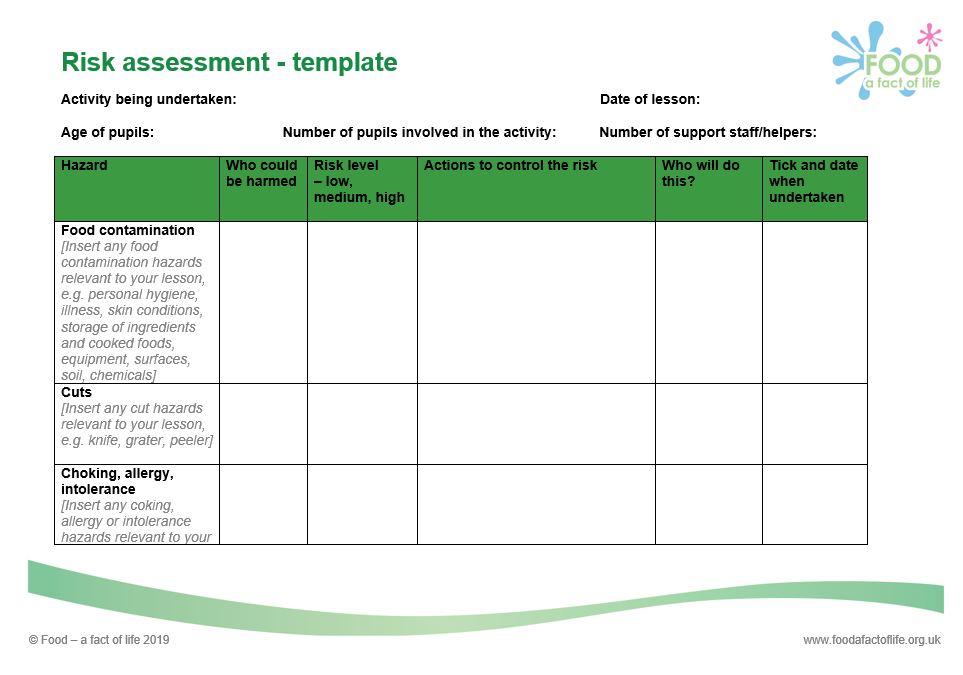 Risk assessment - template
FOOD
a fact of life
Activity being undertaken:
Date of lesson:
Age of pupils:
Number of pupils involved in the activity:
Number of support staff/helpers:
Hazard
Who could
be harmed
Risk level
– low,
medium, high
Actions to control the risk
Who will do
this?
Tick and date
when
undertaken
Food contamination
[Insert any food
contamination hazards
relevant to your lesson,
e.g. personal hygiene,
illness, skin conditions,
storage of ingredients
and cooked foods,
equipment, surfaces,
soil, chemicals]
Cuts
[Insert any cut hazards
relevant to your lesson,
e.g. knife, grater, peeler]
Choking, allergy,
intolerance
[Insert any coking,
allergy or intolerance
hazards relevant to your
© Food – a fact of life 2019
www.foodafactoflife.org.uk